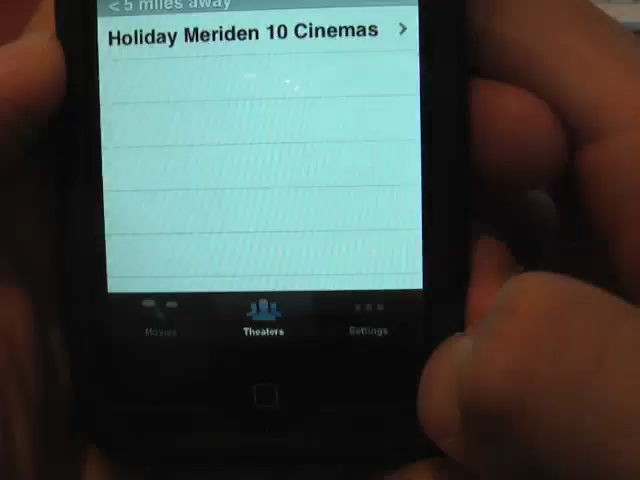 < 5 miles away
Holiday Meriden 10 Cinemas
Movies
Theaters
Settings